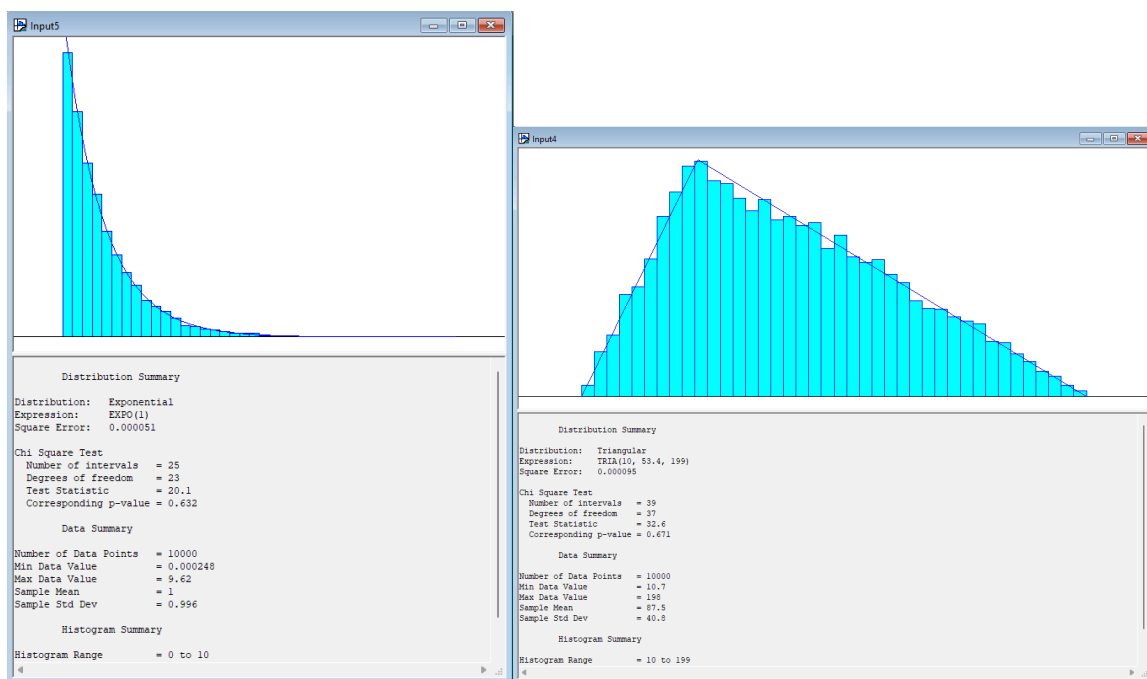 Input5
Distribution Summary
Distribution: Exponential
Expression: EXPO(1)
Square Error: 0.000051
Chi Square Test
Number of intervals = 25
Degrees of freedom = 23
Test Statistic = 20.1
Corresponding p-value = 0.632
Data Summary
Number of Data Points = 10000
Min Data Value = 0.000248
Max Data Value = 9.62
Sample Mean = 1
Sample Std Dev = 0.996
Histogram Summary
Histogram Range = 0 to 10
Input4
Distribution Summary
Distribution: Triangular
Expression: TRIA(10, 53.4, 199)
Square Error: 0.000095
Chi Square Test
Number of intervals = 39
Degrees of freedom = 37
Test Statistic = 32.6
Corresponding p-value = 0.671
Data Summary
Number of Data Points = 10000
Min Data Value = 10.7
Max Data Value = 198
Sample Mean = 87.5
Sample Std Dev = 40.8
Histogram Summary
Histogram Range = 10 to 199